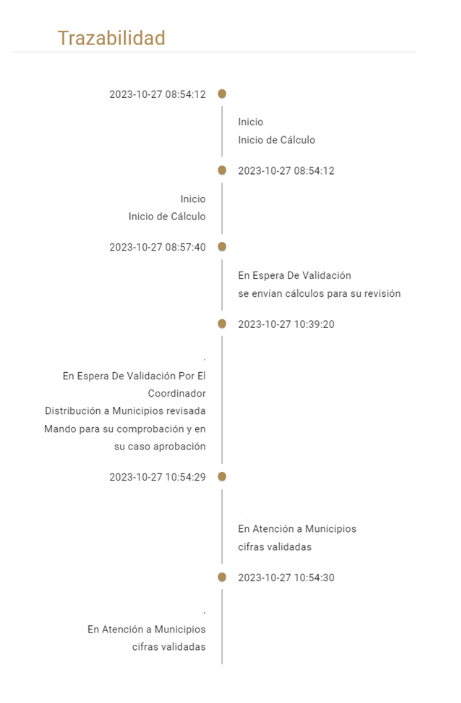 Trazabilidad
2023-10-27 08:54:12
Inicio
Inicio de Cálculo
2023-10-27 08:54:12
Inicio
Inicio de Cálculo
2023-10-27 08:57:40
En Espera De Validación
se envían cálculos para su revisión
2023-10-27 10:39:20
.
En Espera De Validación Por El
Coordinador
Distribución a Municipios revisada
Mando para su comprobación y en
su caso aprobación
2023-10-27 10:54:29
En Atención a Municipios
cifras validadas
2023-10-27 10:54:30
.
En Atención a Municipios
cifras validadas